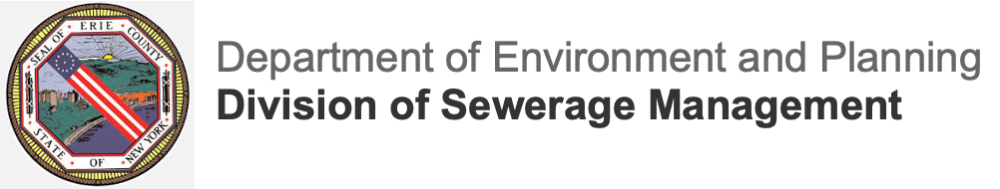 SEAL OF ERIE COUNTY
STATE OF NEW YORK
Department of Environment and Planning
Division of Sewerage Management